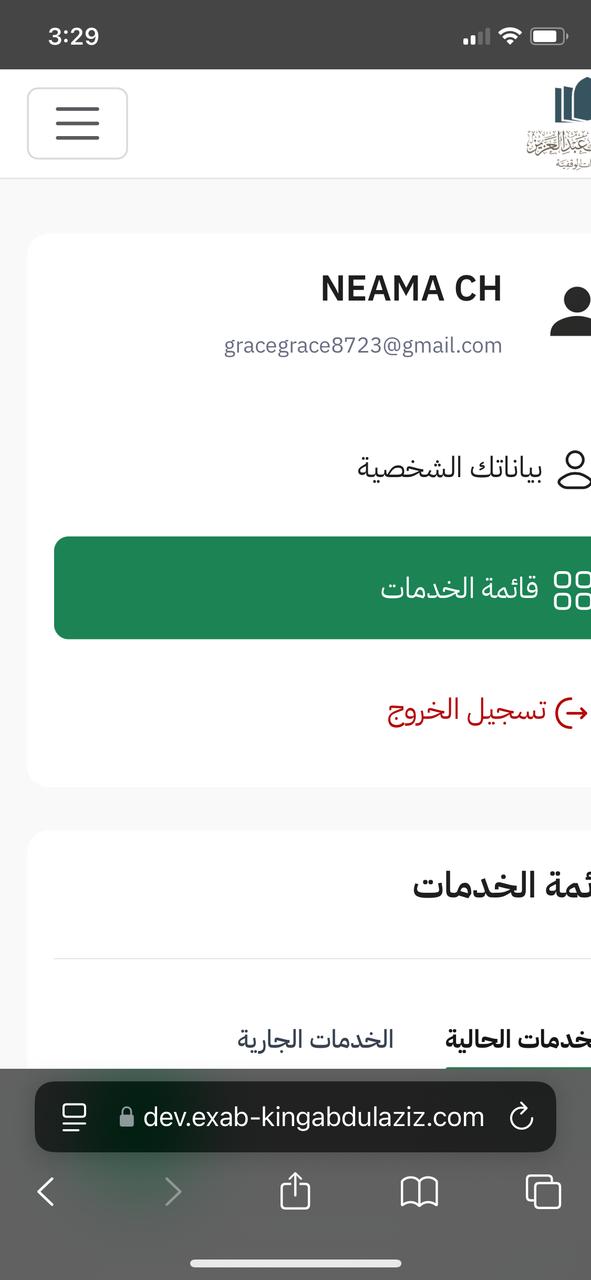 3:29
عبدالعزيز
NEAMA CH
gracegrace8723@gmail.com
بياناتك الشخصية
قائمة الخدمات
تسجيل الخروج
ئمة الخدمات
خدمات الحالية
الخدمات الجارية
dev.exab-kingabdulaziz.com